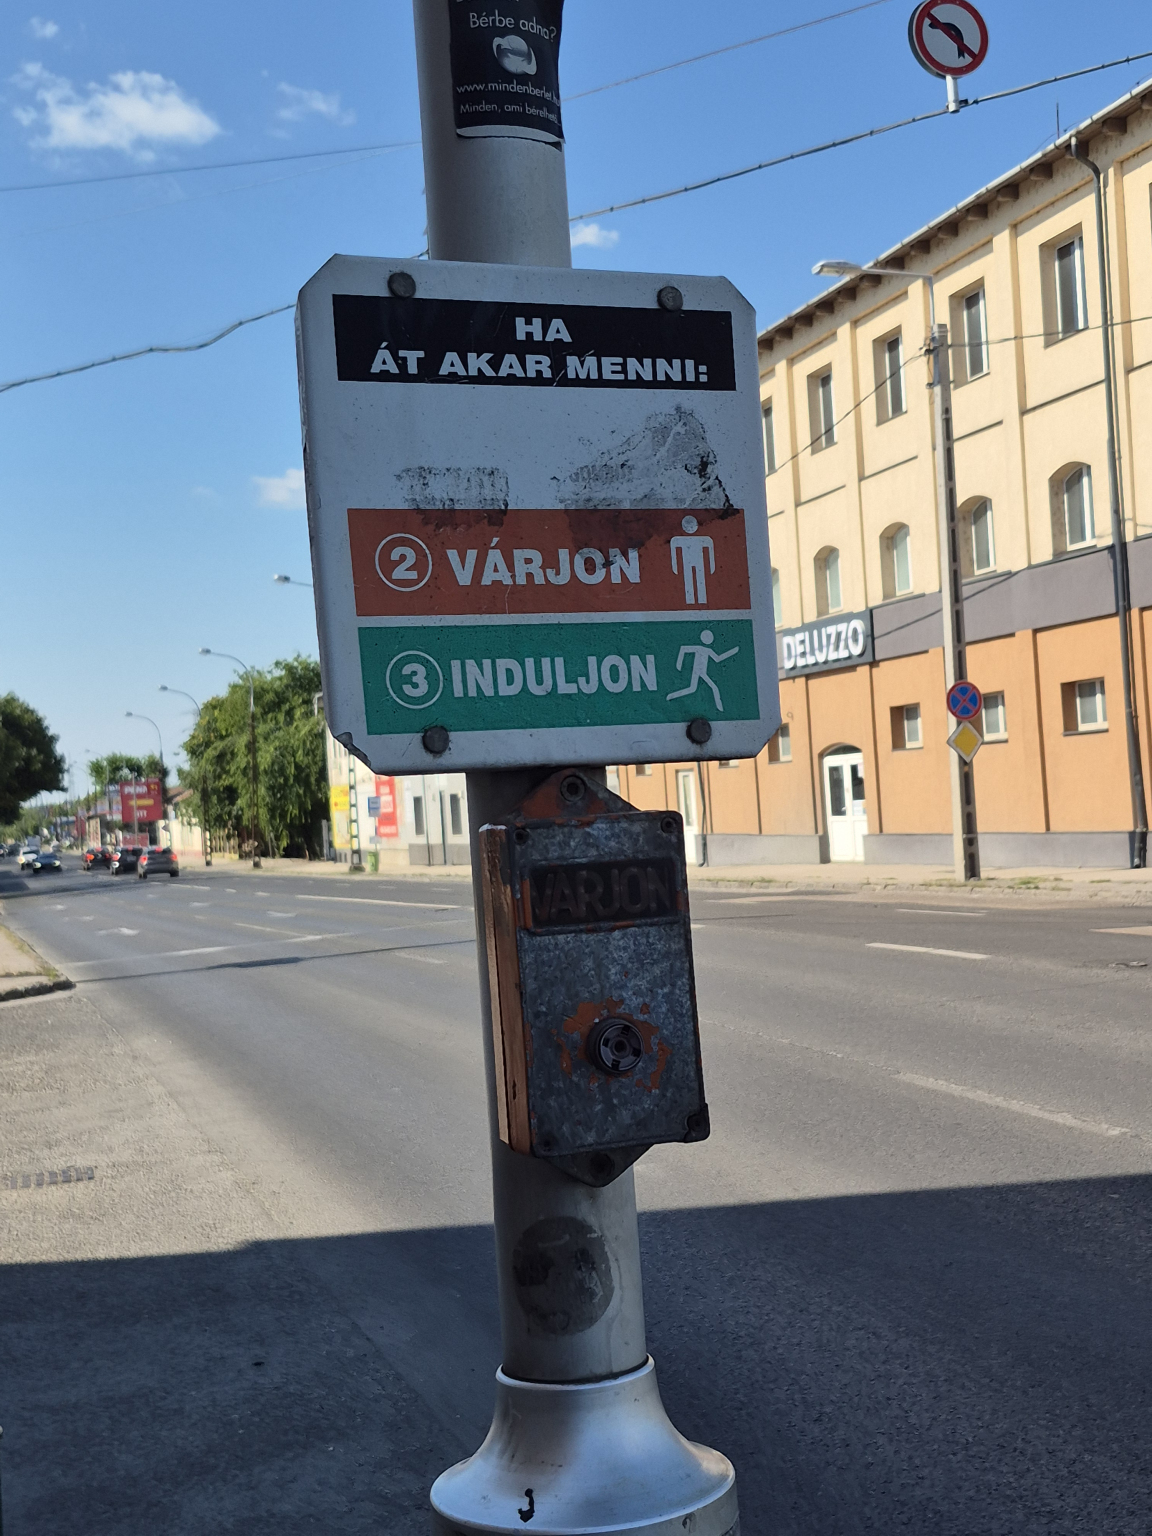 Bérbe adna?
www.mindenberlet.hu
Minden, ami bérelhető
HA
ÁT AKAR MENNI:
2 VÁRJON
3 INDULJON
DELUZZO
VÁRJON